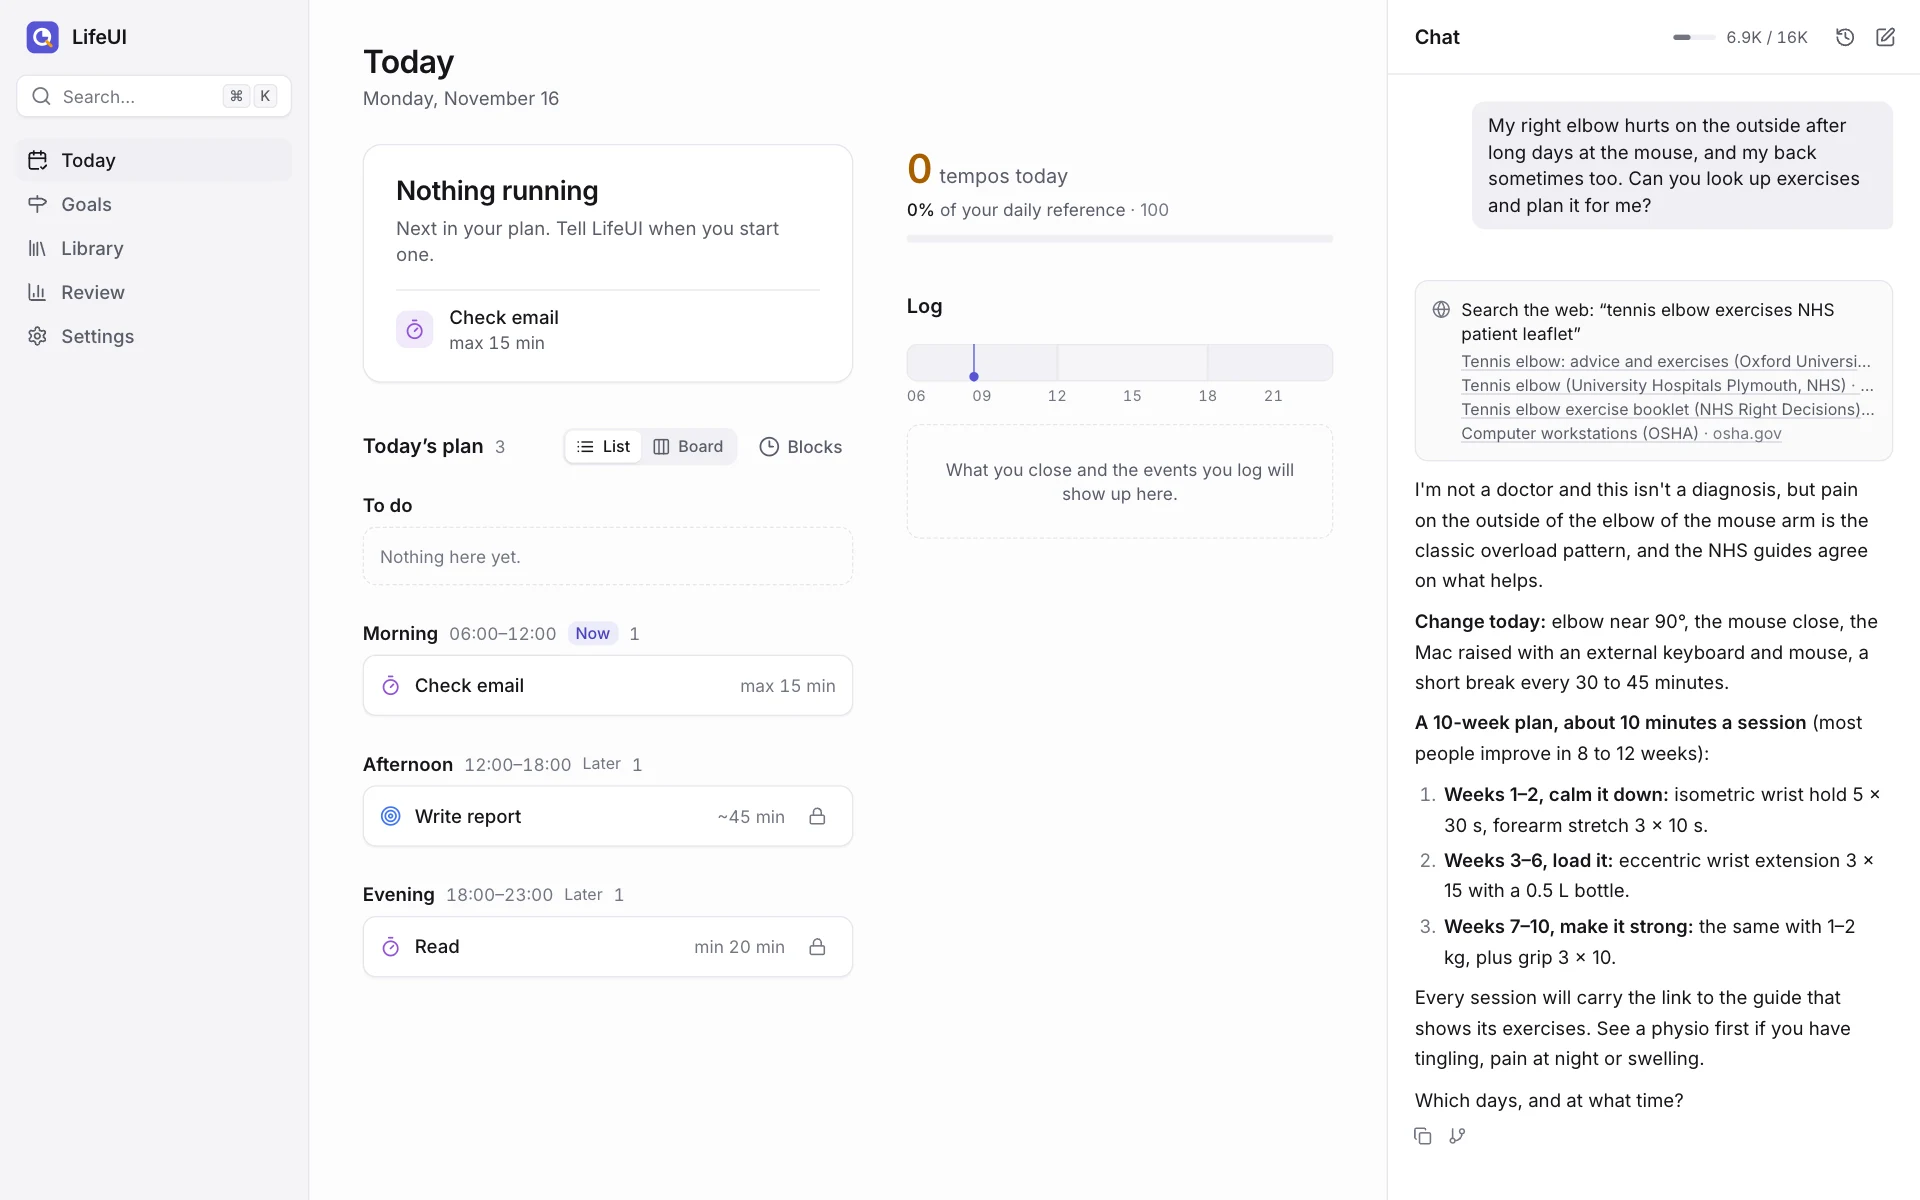 LifeUI
Search...
⌘ K
Today
Goals
Library
Review
Settings
Today
Monday, November 16
Nothing running
Next in your plan. Tell LifeUI when you start
one.
Check email
max 15 min
Today’s plan 3
List
Board
Blocks
To do
Nothing here yet.
Morning 06:00–12:00 Now 1
Check email max 15 min
Afternoon 12:00–18:00 Later 1
Write report ~45 min
Evening 18:00–23:00 Later 1
Read min 20 min
0 tempos today
0% of your daily reference · 100
Log
06 09 12 15 18 21
What you close and the events you log will
show up here.
Chat
6.9K / 16K
My right elbow hurts on the outside after
long days at the mouse, and my back
sometimes too. Can you look up exercises
and plan it for me?
Search the web: “tennis elbow exercises NHS
patient leaflet”
Tennis elbow: advice and exercises (Oxford Universi...
Tennis elbow (University Hospitals Plymouth, NHS) · ...
Tennis elbow exercise booklet (NHS Right Decisions)...
Computer workstations (OSHA) · osha.gov
I'm not a doctor and this isn't a diagnosis, but pain
on the outside of the elbow of the mouse arm is the
classic overload pattern, and the NHS guides agree
on what helps.
Change today: elbow near 90°, the mouse close, the
Mac raised with an external keyboard and mouse, a
short break every 30 to 45 minutes.
A 10-week plan, about 10 minutes a session (most
people improve in 8 to 12 weeks):
1. Weeks 1–2, calm it down: isometric wrist hold 5 ×
30 s, forearm stretch 3 × 10 s.
2. Weeks 3–6, load it: eccentric wrist extension 3 ×
15 with a 0.5 L bottle.
3. Weeks 7–10, make it strong: the same with 1–2
kg, plus grip 3 × 10.
Every session will carry the link to the guide that
shows its exercises. See a physio first if you have
tingling, pain at night or swelling.
Which days, and at what time?